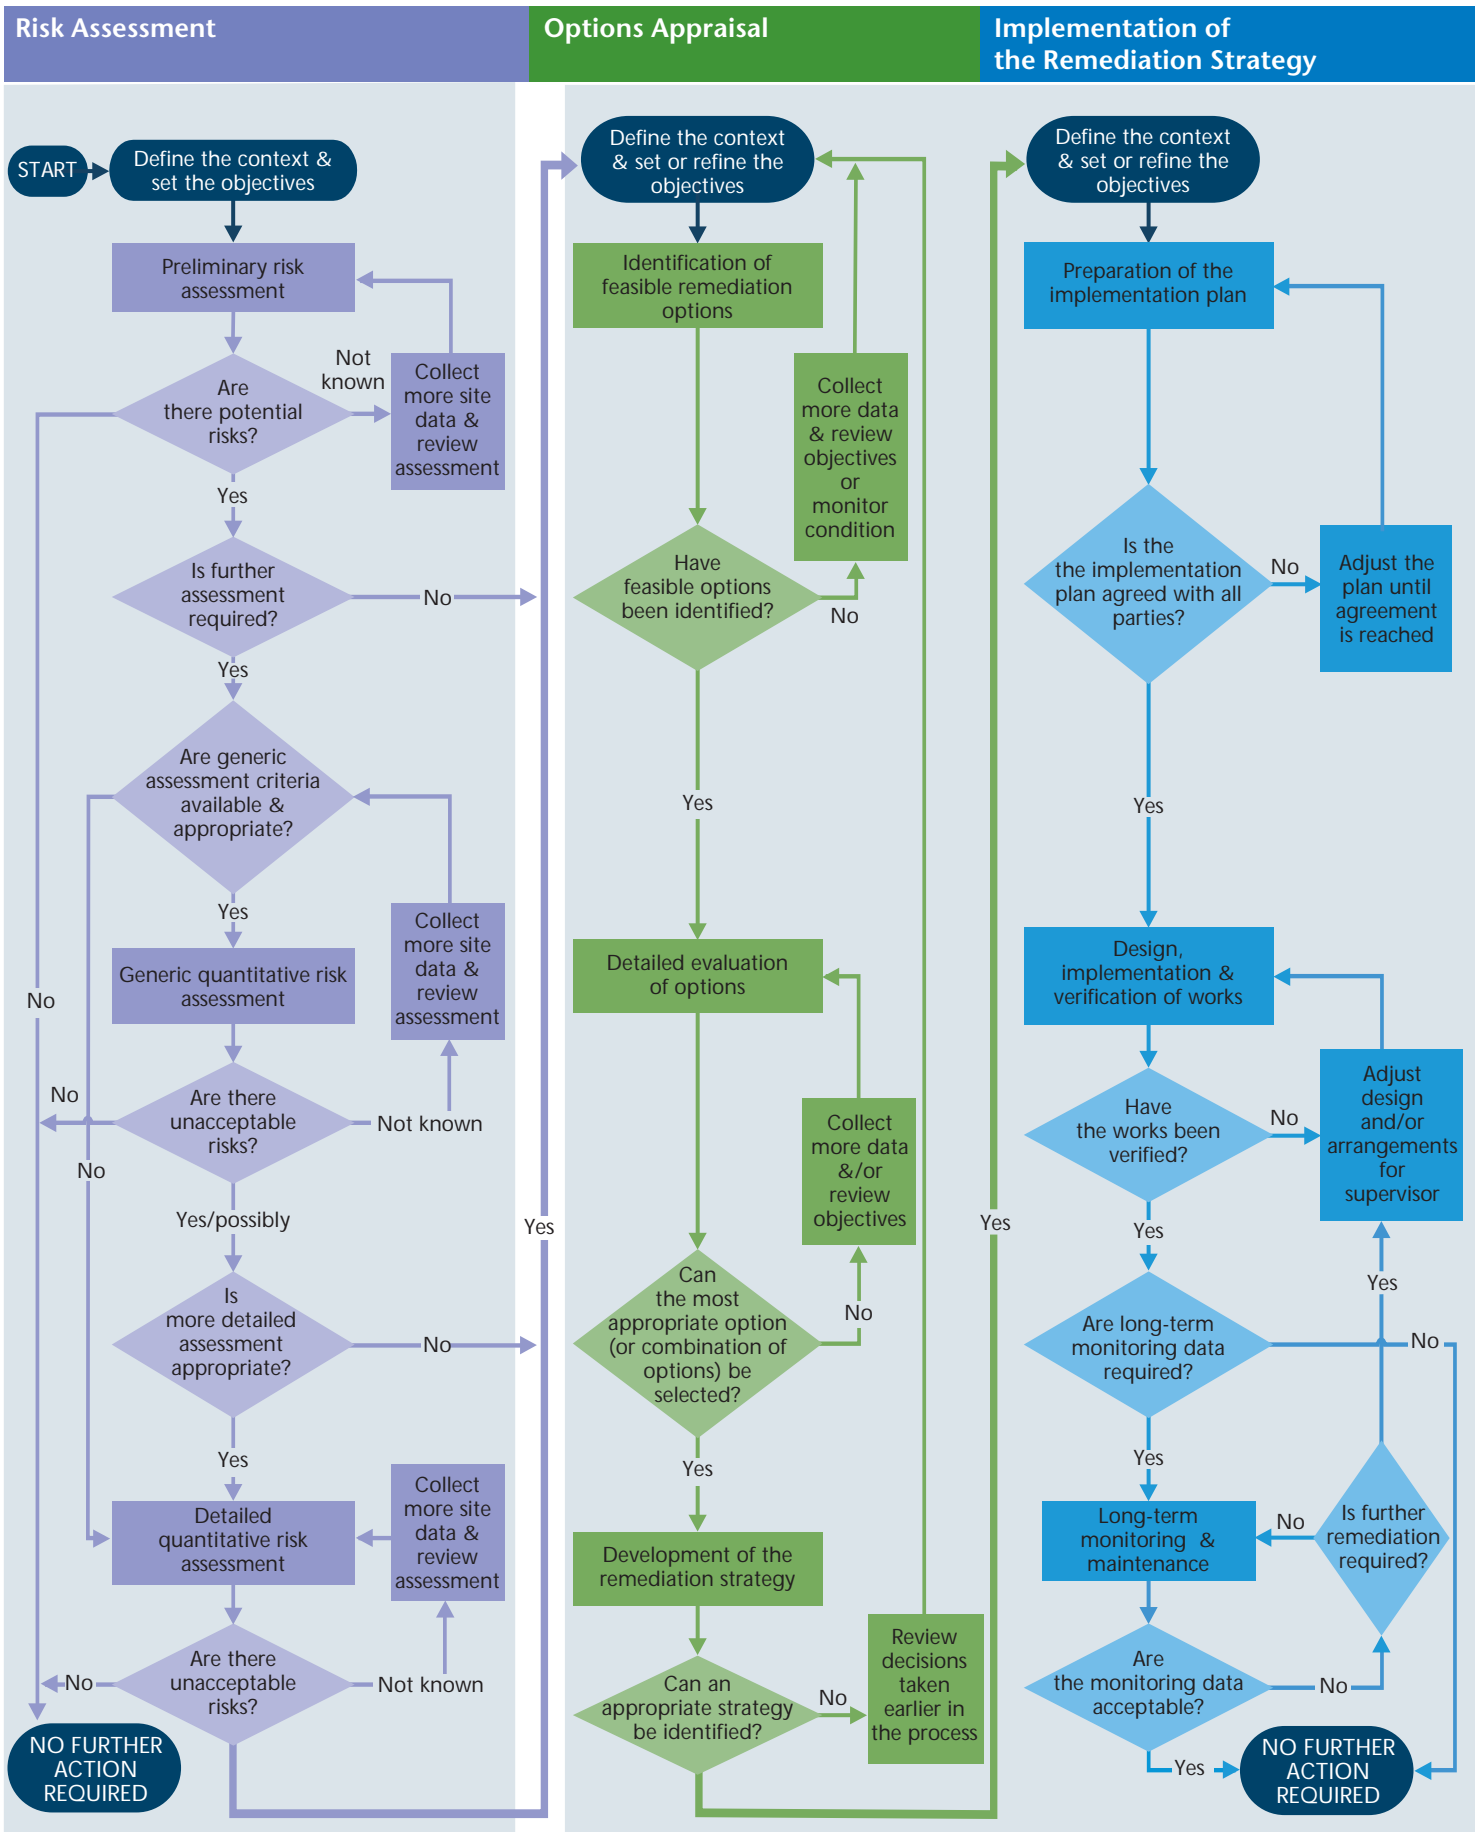 Risk Assessment
Options Appraisal
Implementation of
the Remediation Strategy
START
Define the context &
set the objectives
Preliminary risk
assessment
Are
there potential
risks?
Not
known
Collect
more site
data &
review
assessment
Yes
Is further
assessment
required?
No
Yes
Are generic
assessment criteria
available &
appropriate?
Yes
Generic quantitative risk
assessment
Collect
more site
data &
review
assessment
No
No
Are there
unacceptable
risks?
Not known
No
Yes/possibly
Is
more detailed
assessment
appropriate?
No
Yes
Detailed
quantitative risk
assessment
Collect
more site
data &
review
assessment
Are there
unacceptable
risks?
No
Not known
NO FURTHER
ACTION
REQUIRED
Yes
Define the context
& set or refine the
objectives
Identification of
feasible remediation
options
Collect
more data
& review
objectives
or
monitor
condition
Have
feasible options
been identified?
No
Yes
Detailed evaluation
of options
Collect
more data
&/or
review
objectives
Can
the most
appropriate option
(or combination of
options) be
selected?
No
Yes
Development of the
remediation strategy
Can an
appropriate strategy
be identified?
No
Review
decisions
taken
earlier in
the process
Yes
Define the context
& set or refine the
objectives
Preparation of the
implementation plan
Is the
the implementation
plan agreed with all
parties?
No
Adjust the
plan until
agreement
is reached
Yes
Design,
implementation &
verification of works
Have
the works been
verified?
No
Adjust
design
and/or
arrangements
for
supervisor
Yes
Are long-term
monitoring data
required?
No
Yes
Yes
Long-term
monitoring &
maintenance
No
Is further
remediation
required?
Are
the monitoring data
acceptable?
No
Yes
NO FURTHER
ACTION
REQUIRED